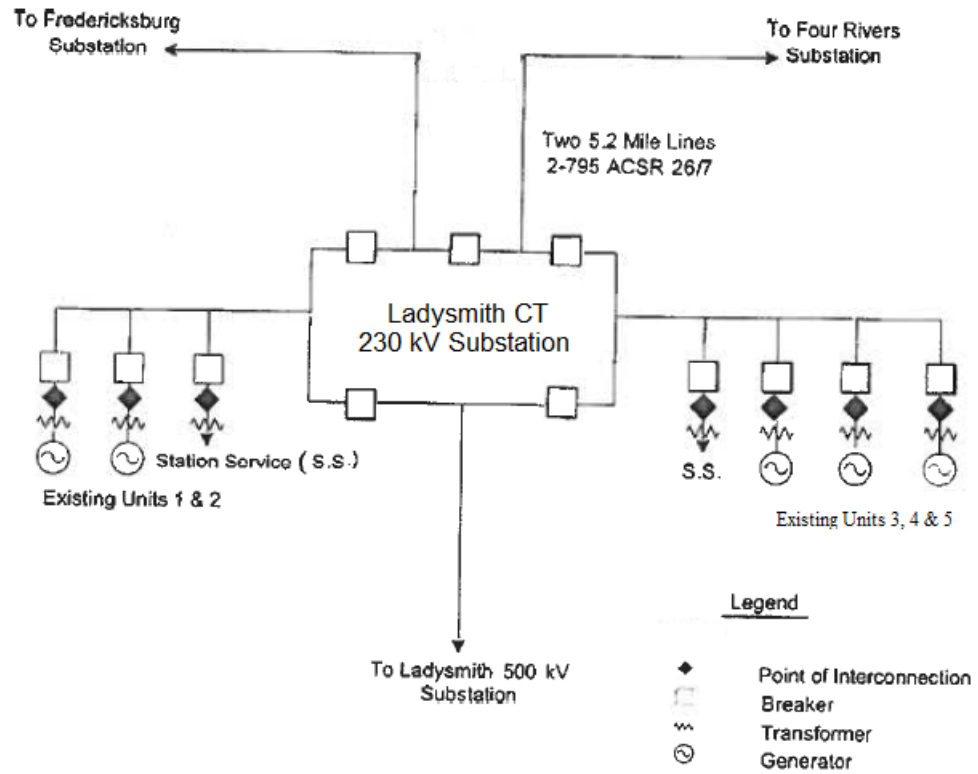 To Fredericksburg
Substation
To Four Rivers
Substation
Two 5.2 Mile Lines
2-795 ACSR 26/7
Ladysmith CT
230 kV Substation
Station Service ( S.S.)
S.S.
Existing Units 1 & 2
Existing Units 3, 4 & 5
To Ladysmith 500 kV
Substation
Legend
Point of Interconnection
Breaker
Transformer
Generator